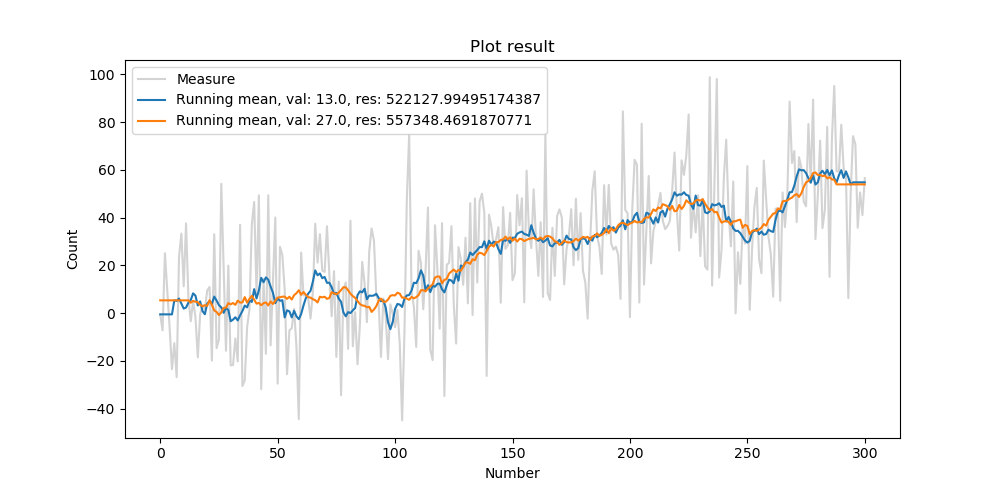 Plot result
Measure
Running mean, val: 13.0, res: 522127.99495174387
Running mean, val: 27.0, res: 557348.4691870771
100
80
60
40
20
0
−20
−40
Count
0 50 100 150 200 250 300
Number